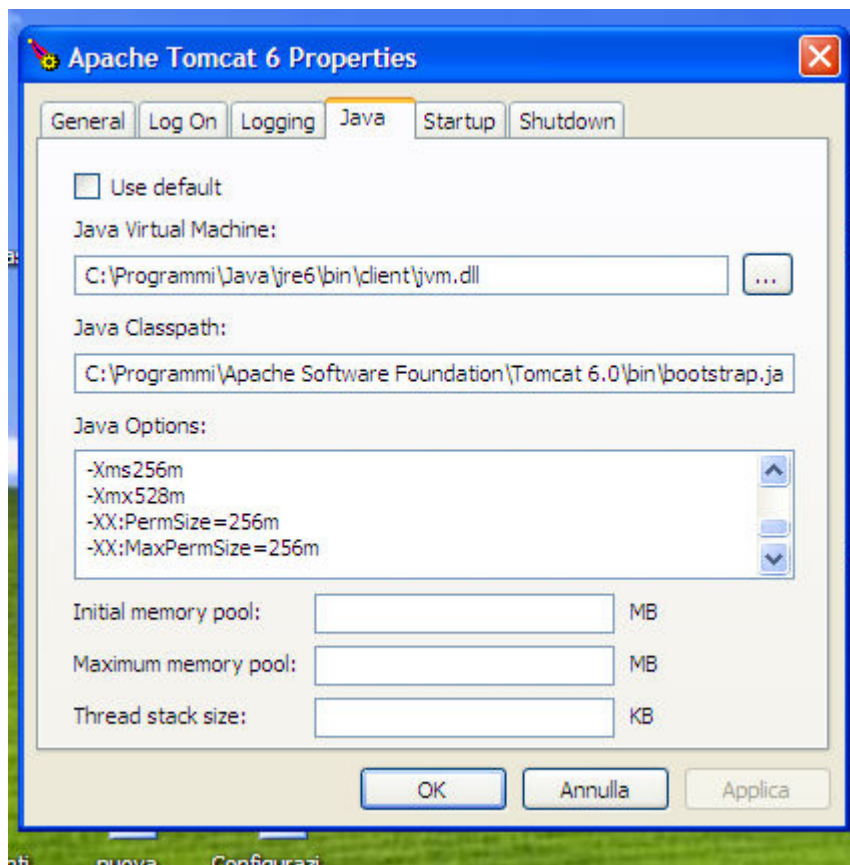 Apache Tomcat 6 Properties
General Log On Logging Java Startup Shutdown
Use default
Java Virtual Machine:
C:\Programmi\Java\jre6\bin\client\jvm.dll
...
Java Classpath:
C:\Programmi\Apache Software Foundation\Tomcat 6.0\bin\bootstrap.ja
Java Options:
-Xms256m
-Xmx528m
-XX:PermSize=256m
-XX:MaxPermSize=256m
Initial memory pool: MB
Maximum memory pool: MB
Thread stack size: KB
OK Annulla Applica
nuova Configurazi